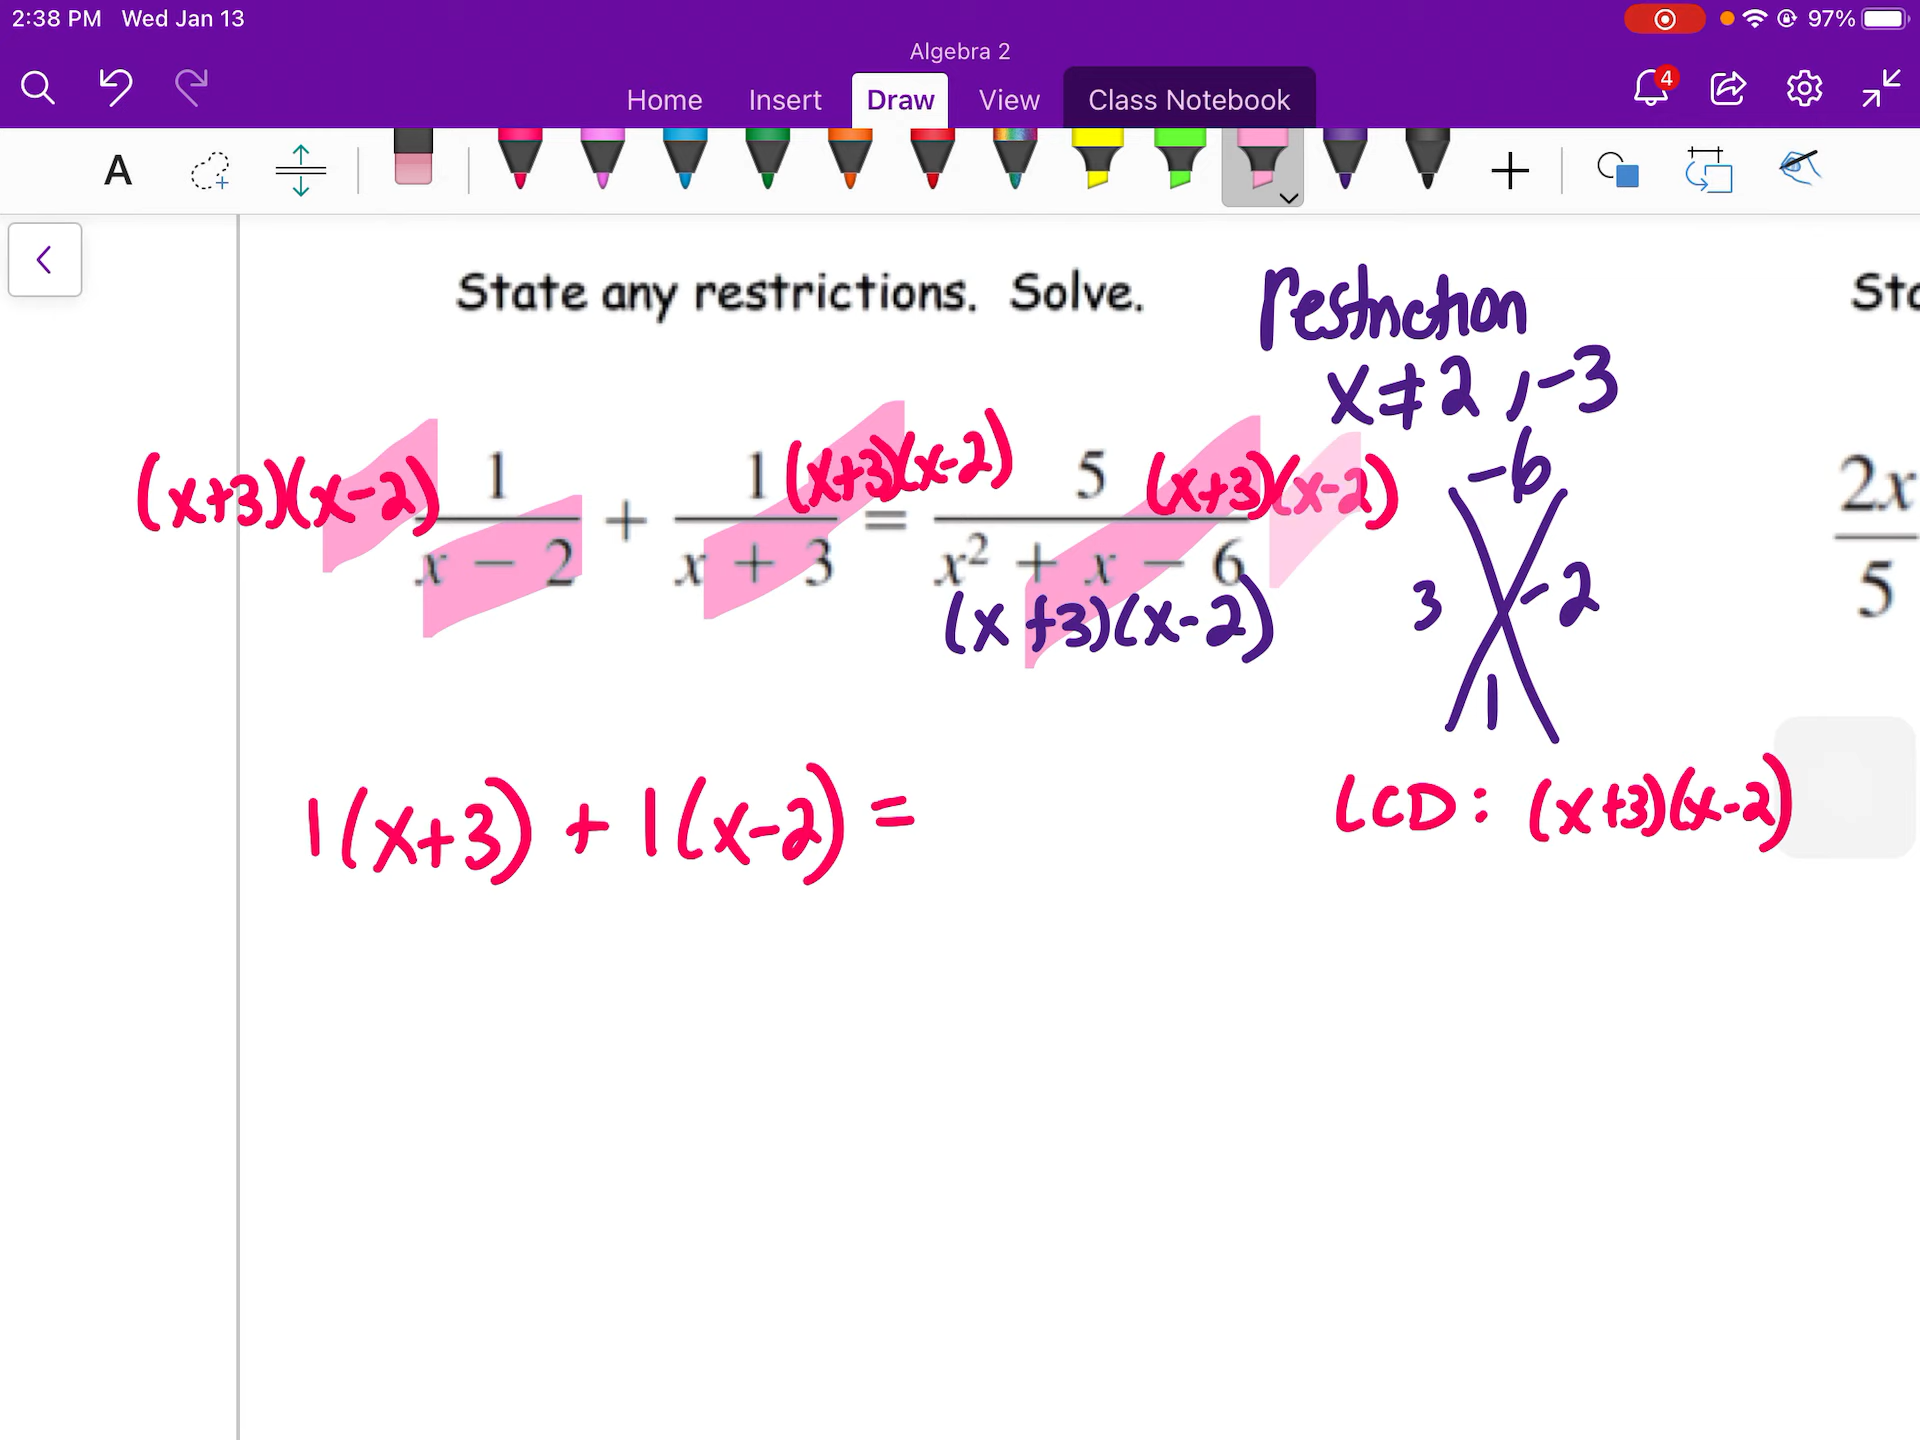 2:38 PM Wed Jan 13
97%
Algebra 2
Home Insert Draw View Class Notebook
4
A
State any restrictions. Solve.
restriction
Sta
x ≠ 2, -3
(x+3)(x-2) 1/(x − 2) + 1/(x + 3) (x+3)(x-2) = 5/(x² + x − 6) (x+3)(x-2)
(x+3)(x-2)
-6
3 -2
1
2x/5
LCD: (x+3)(x-2)
1(x+3) + 1(x-2) =